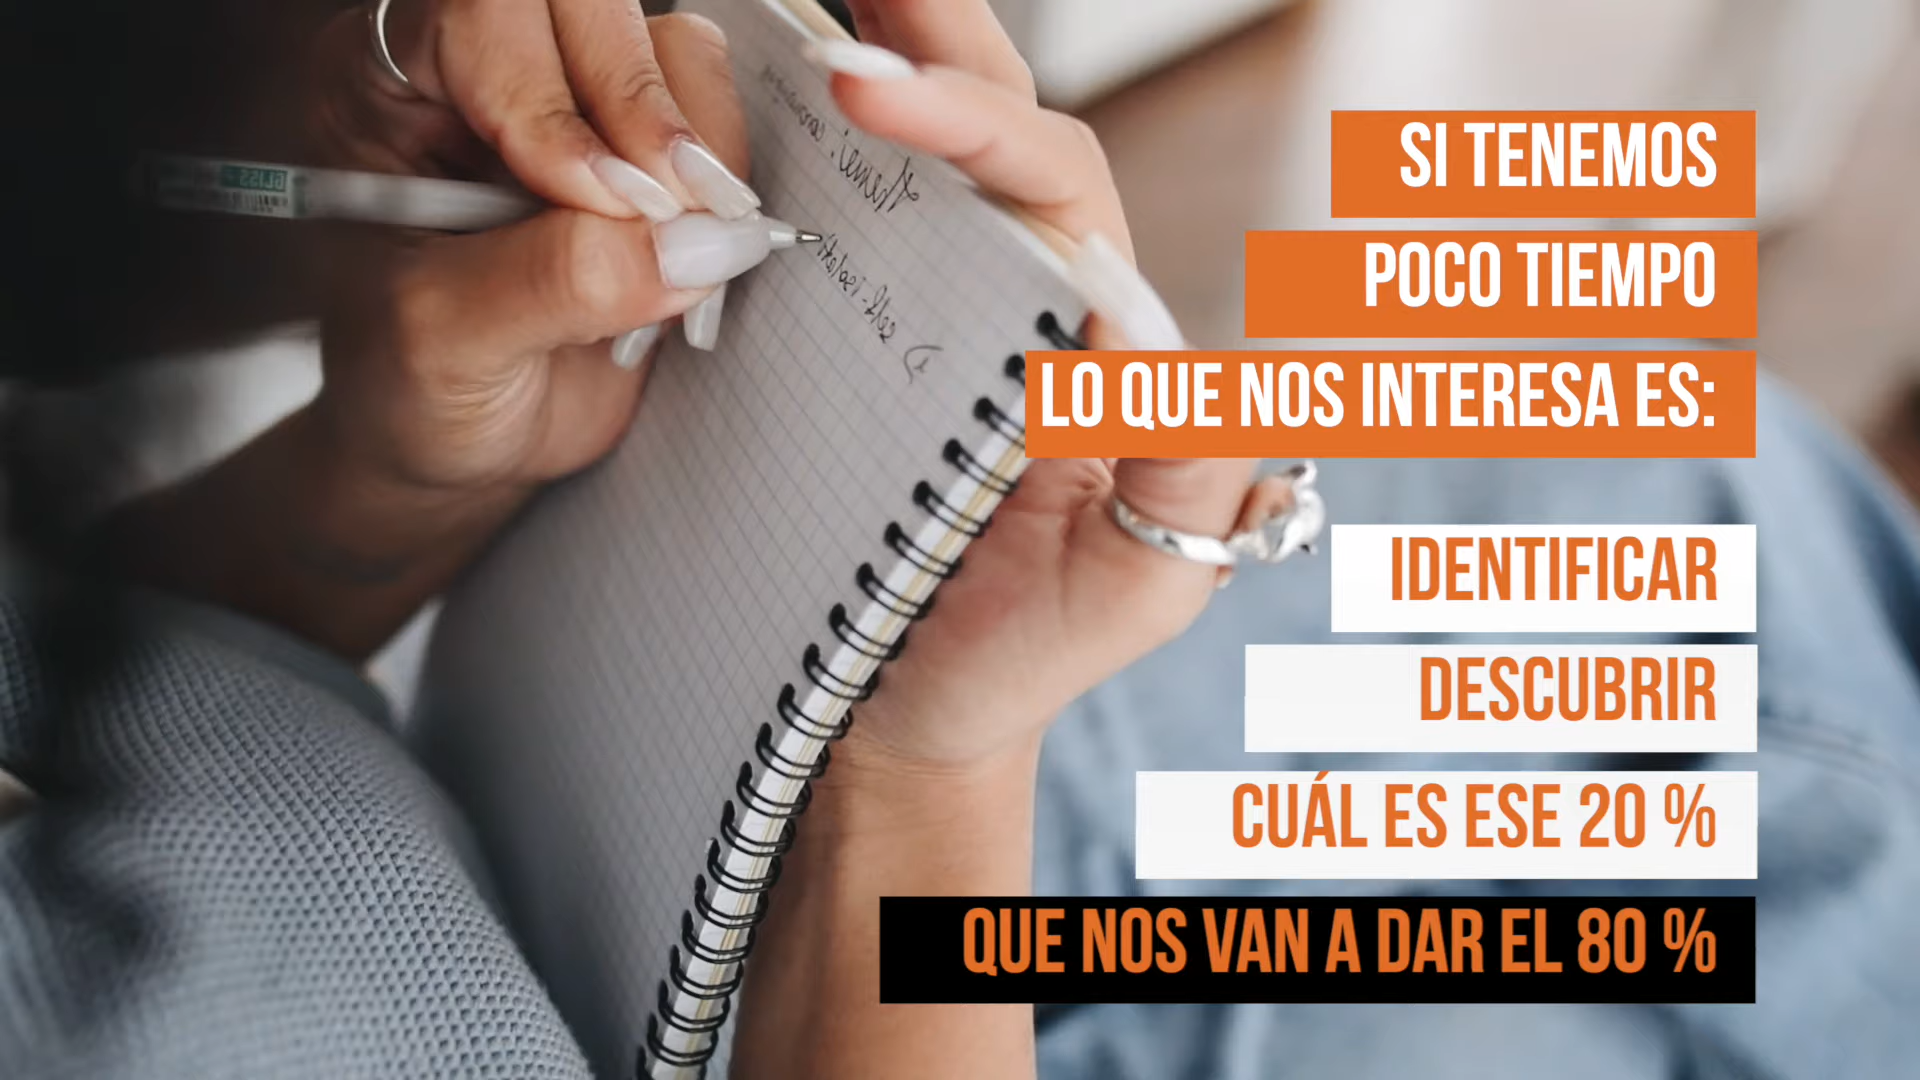 SI TENEMOS
POCO TIEMPO
LO QUE NOS INTERESA ES:
IDENTIFICAR
DESCUBRIR
CUÁL ES ESE 20 %
QUE NOS VAN A DAR EL 80 %